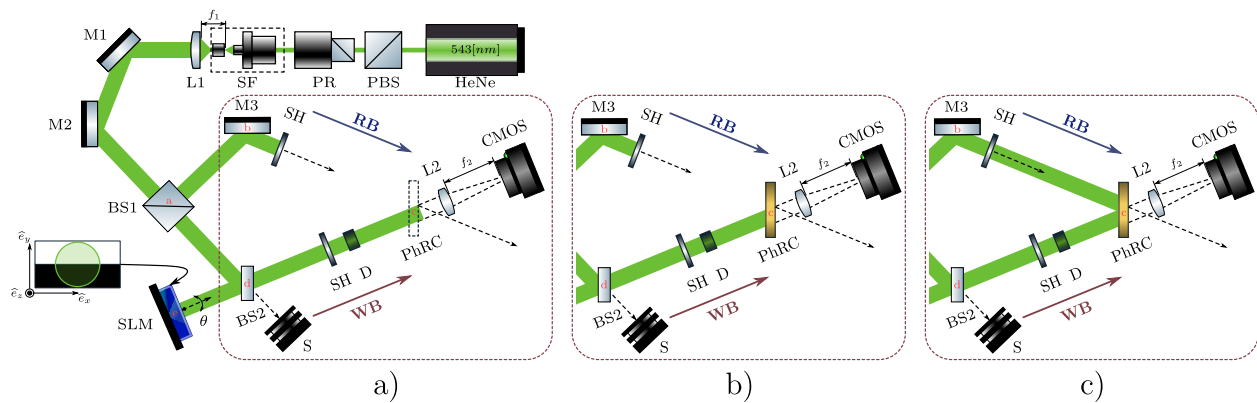 M1
f₁
543[nm]
L1
SF
PR
PBS
HeNe
M2
M3
b
SH
RB
CMOS
L2
f₂
BS1
a
c
PhRC
SH D
d
BS2
WB
S
ê_y
ê_z
ê_x
SLM
θ
a)
M3
b
SH
RB
CMOS
L2
f₂
c
PhRC
SH D
d
BS2
WB
S
b)
M3
b
SH
RB
CMOS
L2
f₂
c
PhRC
SH D
d
BS2
WB
S
c)